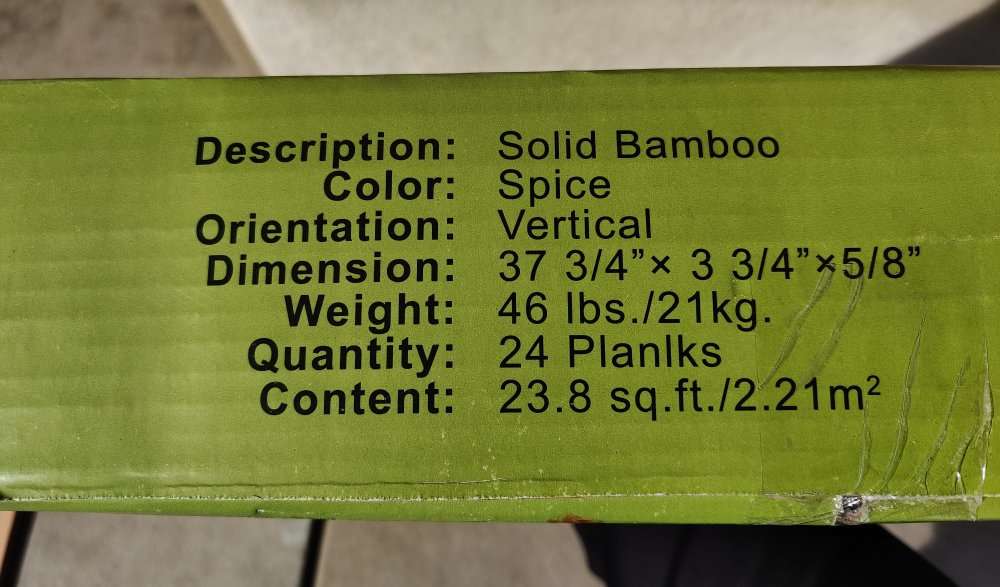 Description: Solid Bamboo
Color: Spice
Orientation: Vertical
Dimension: 37 3/4”× 3 3/4”×5/8”
Weight: 46 lbs./21kg.
Quantity: 24 Planlks
Content: 23.8 sq.ft./2.21m²